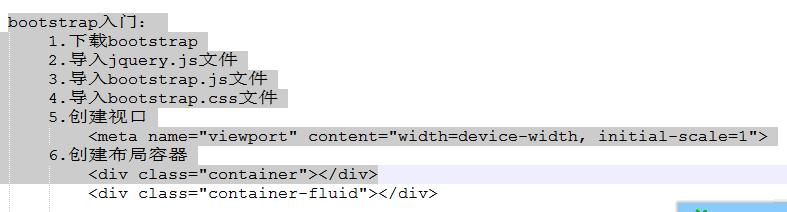 bootstrap入门：
1.下载bootstrap
2.导入jquery.js文件
3.导入bootstrap.js文件
4.导入bootstrap.css文件
5.创建视口
<meta name="viewport" content="width=device-width, initial-scale=1">
6.创建布局容器
<div class="container"></div>
<div class="container-fluid"></div>